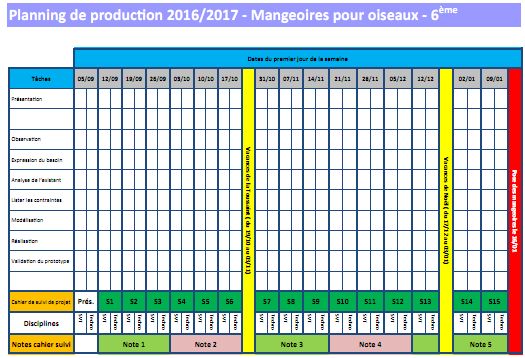 Planning de production 2016/2017 - Mangeoires pour oiseaux - 6ème
Dates du premier jour de la semaine
Tâches 05/09 12/09 19/09 26/09 03/10 10/10 17/10 31/10 07/11 14/11 21/11 28/11 05/12 12/12 02/01 09/01
Présentation
Observation
Expression du besoin
Analyse de l'existant
Lister les contraintes
Modélisation
Réalisation
Validation du prototype
Vacances de la Toussaint ( du 19/10 au 03/11)
Vacances de Noël ( du 17/12 au 03/01)
Pose des mangeoires le 16/01
Cahier de suivi de projet Prés. S1 S2 S3 S4 S5 S6 S7 S8 S9 S10 S11 S12 S13 S14 S15
Disciplines SVT Techno SVT Techno SVT Techno SVT Techno SVT Techno SVT Techno SVT Techno SVT Techno SVT Techno SVT Techno SVT Techno SVT Techno SVT Techno SVT Techno SVT Techno SVT Techno
Notes cahier suivi Note 1 Note 2 Note 3 Note 4 Note 5